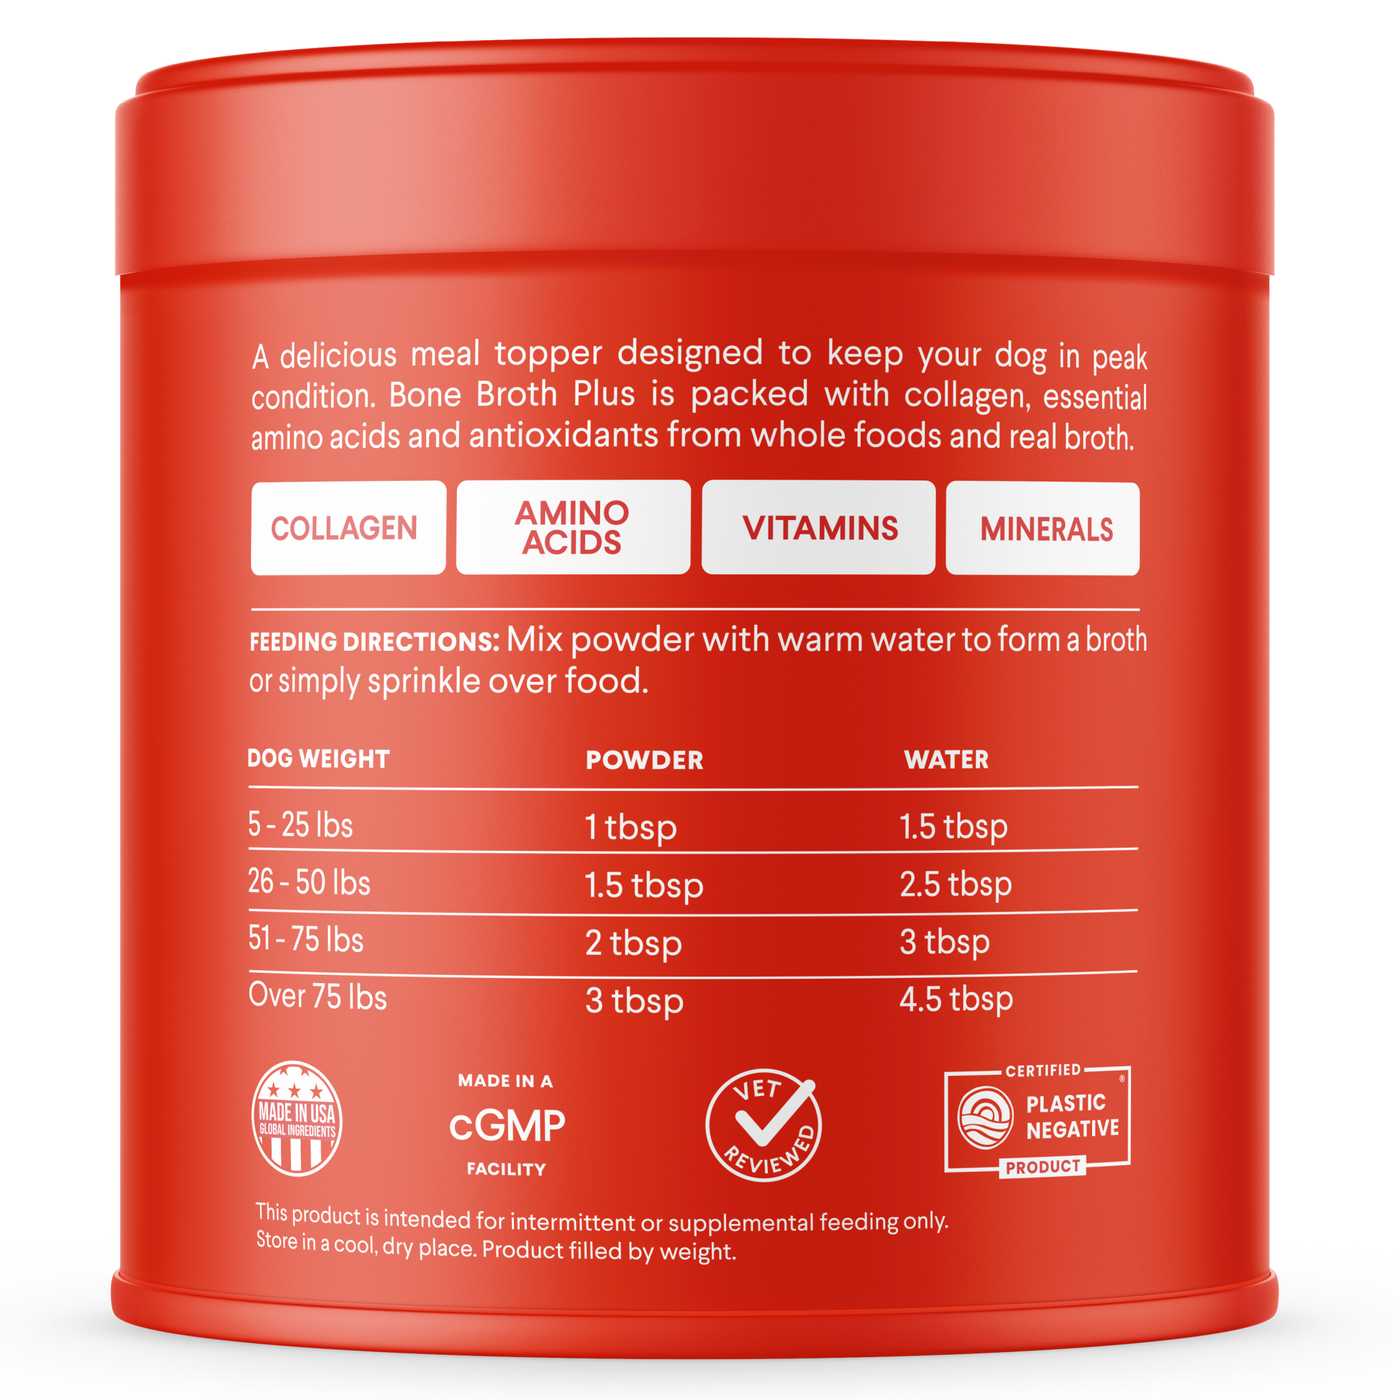 A delicious meal topper designed to keep your dog in peak
condition. Bone Broth Plus is packed with collagen, essential
amino acids and antioxidants from whole foods and real broth.
COLLAGEN
AMINO
ACIDS
VITAMINS
MINERALS
FEEDING DIRECTIONS: Mix powder with warm water to form a broth
or simply sprinkle over food.
DOG WEIGHT POWDER WATER
5 - 25 lbs 1 tbsp 1.5 tbsp
26 - 50 lbs 1.5 tbsp 2.5 tbsp
51 - 75 lbs 2 tbsp 3 tbsp
Over 75 lbs 3 tbsp 4.5 tbsp
MADE IN USA
GLOBAL INGREDIENTS
MADE IN A
cGMP
FACILITY
VET
REVIEWED
CERTIFIED
PLASTIC
NEGATIVE
®
PRODUCT
This product is intended for intermittent or supplemental feeding only.
Store in a cool, dry place. Product filled by weight.